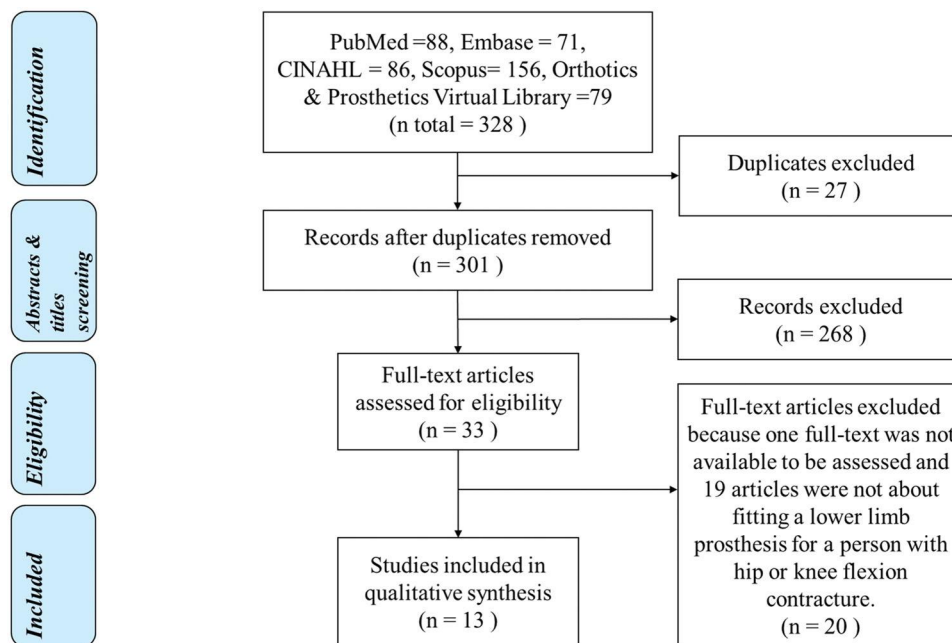 Identification
PubMed =88, Embase = 71,
CINAHL = 86, Scopus= 156, Orthotics
& Prosthetics Virtual Library =79
(n total = 328 )
Duplicates excluded
(n = 27 )
Abstracts &
titles
screening
Records after duplicates removed
(n = 301 )
Records excluded
(n = 268 )
Eligibility
Full-text articles
assessed for eligibility
(n = 33 )
Full-text articles excluded
because one full-text was not
available to be assessed and
19 articles were not about
fitting a lower limb
prosthesis for a person with
hip or knee flexion
contracture.
(n = 20 )
Included
Studies included in
qualitative synthesis
(n = 13 )